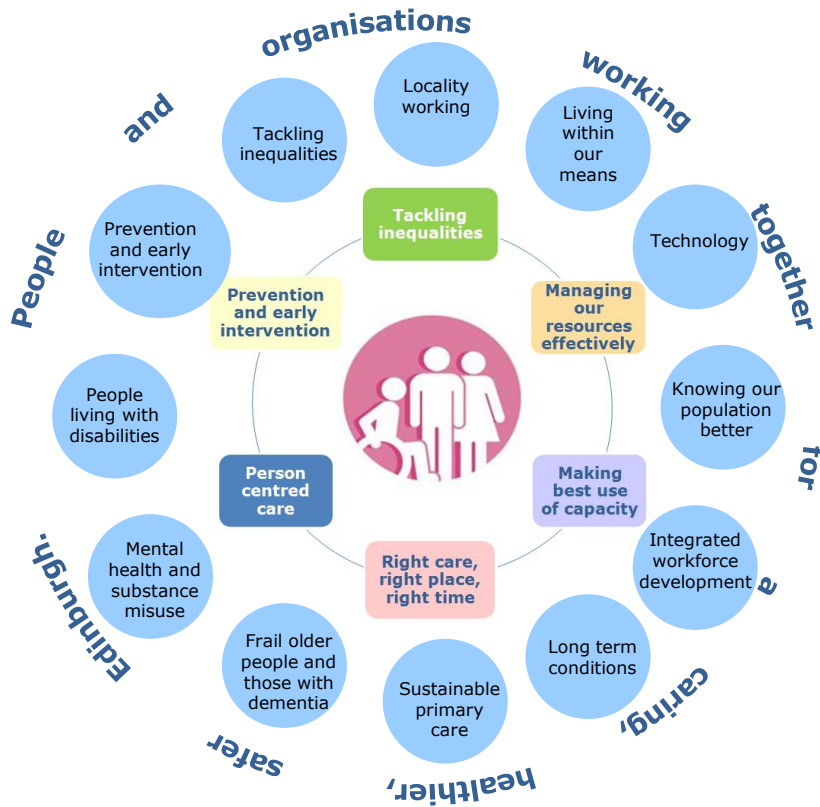 People
and
organisations
working
together
for
a
caring,
healthier,
safer
Edinburgh.
Locality
working
Living
within
our
means
Technology
Knowing our
population
better
Integrated
workforce
development
Long term
conditions
Sustainable
primary
care
Frail older
people and
those with
dementia
Mental
health and
substance
misuse
People
living with
disabilities
Prevention
and early
intervention
Tackling
inequalities
Tackling
inequalities
Managing
our
resources
effectively
Making
best use
of capacity
Right care,
right place,
right time
Person
centred
care
Prevention
and early
intervention